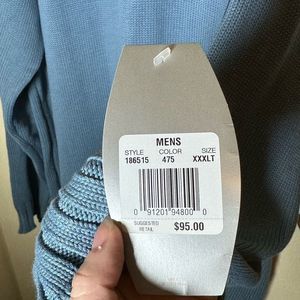 MENS
STYLE COLOR SIZE
186515 475 XXXLT
0 91201 94800 0
SUGGESTED RETAIL $95.00